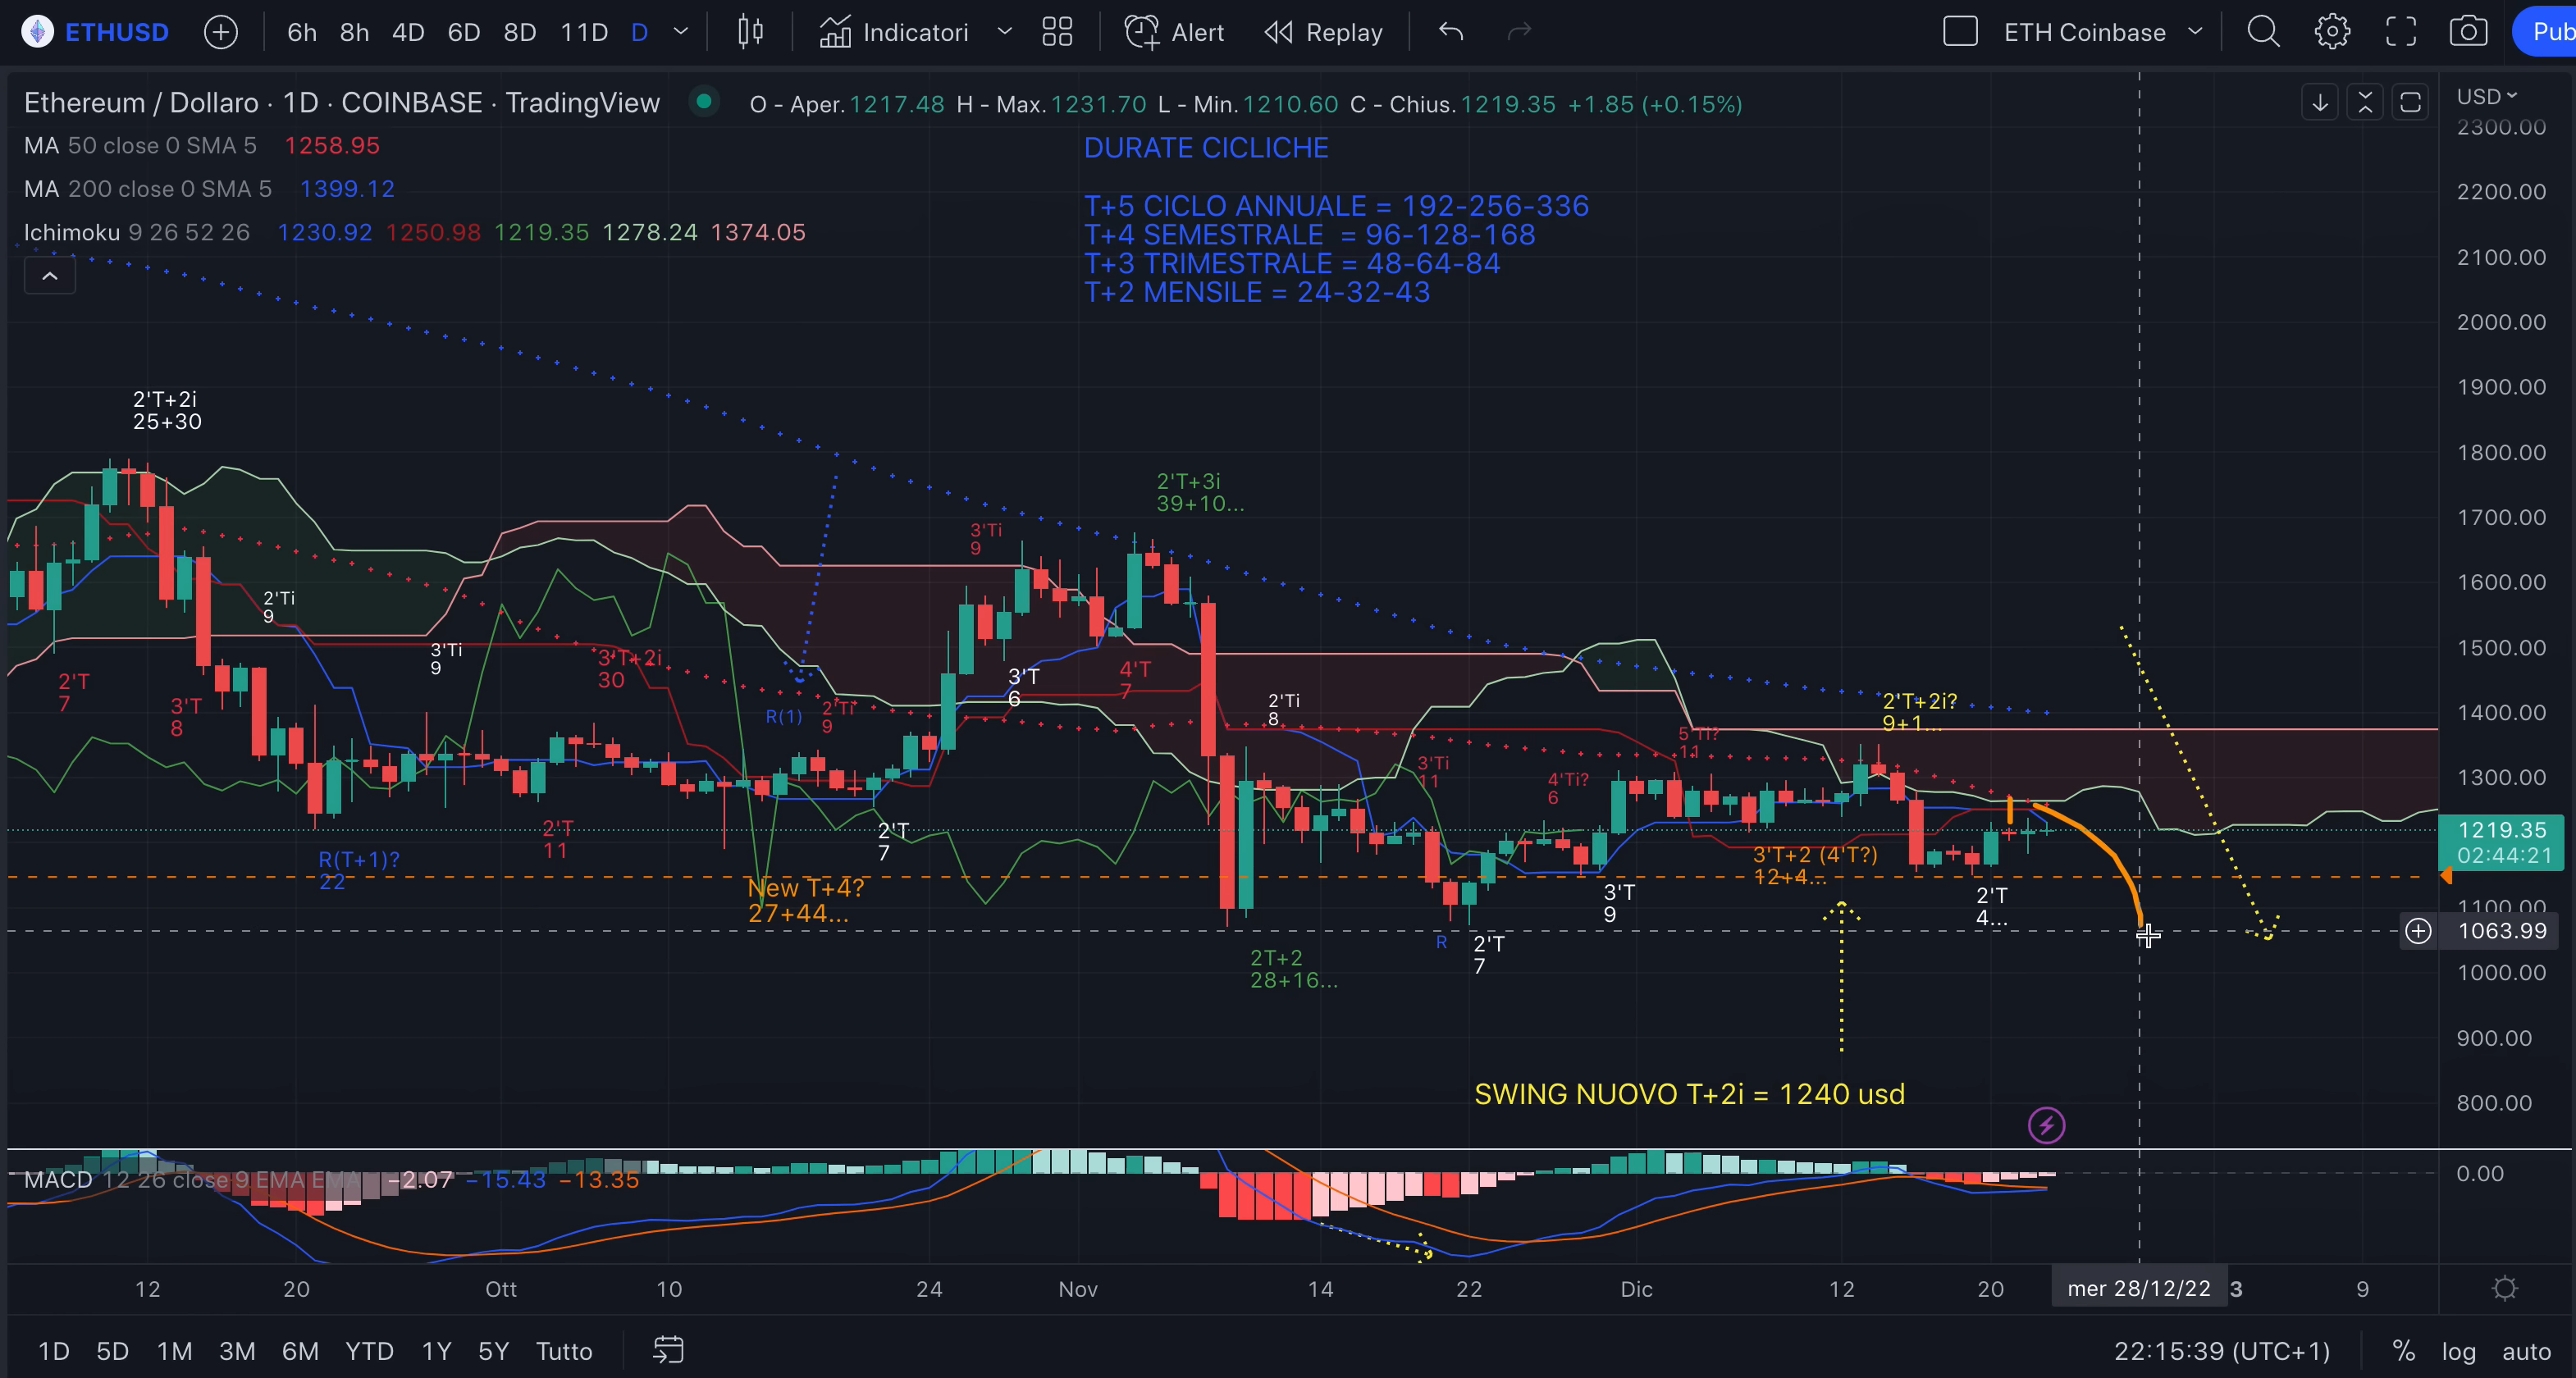 ETHUSD 6h 8h 4D 6D 8D 11D D Indicatori Alert Replay ETH Coinbase Pub
Ethereum / Dollaro · 1D · COINBASE · TradingView O - Aper. 1217.48 H - Max. 1231.70 L - Min. 1210.60 C - Chius. 1219.35 +1.85 (+0.15%)
MA 50 close 0 SMA 5 1258.95
MA 200 close 0 SMA 5 1399.12
Ichimoku 9 26 52 26 1230.92 1250.98 1219.35 1278.24 1374.05
DURATE CICLICHE
T+5 CICLO ANNUALE = 192-256-336
T+4 SEMESTRALE = 96-128-168
T+3 TRIMESTRALE = 48-64-84
T+2 MENSILE = 24-32-43
USD
2300.00
2200.00
2100.00
2000.00
1900.00
1800.00
1700.00
1600.00
1500.00
1400.00
1300.00
1219.35
02:44:21
1100.00
1063.99
1000.00
900.00
800.00
0.00
2'T+2i
25+30
2'T+3i
39+10...
3'Ti
9
2'Ti
9
3'Ti
9
3'T+2i
30
2'T
7
3'T
8
R(1)
2'Ti
9
3'T
6
4'T
7
2'Ti
8
3'Ti
11
4'Ti?
6
5'Ti?
11
2'T+2i?
9+1...
2'T
11
R(T+1)?
22
2'T
7
New T+4?
27+44...
2T+2
28+16...
R
2'T
7
3'T
9
3'T+2 (4'T?)
12+4...
2'T
4...
SWING NUOVO T+2i = 1240 usd
MACD 12 26 close 9 EMA EMA −2.07 −15.43 −13.35
12 20 Ott 10 24 Nov 14 22 Dic 12 20 mer 28/12/22 3 9
1D 5D 1M 3M 6M YTD 1Y 5Y Tutto 22:15:39 (UTC+1) % log auto